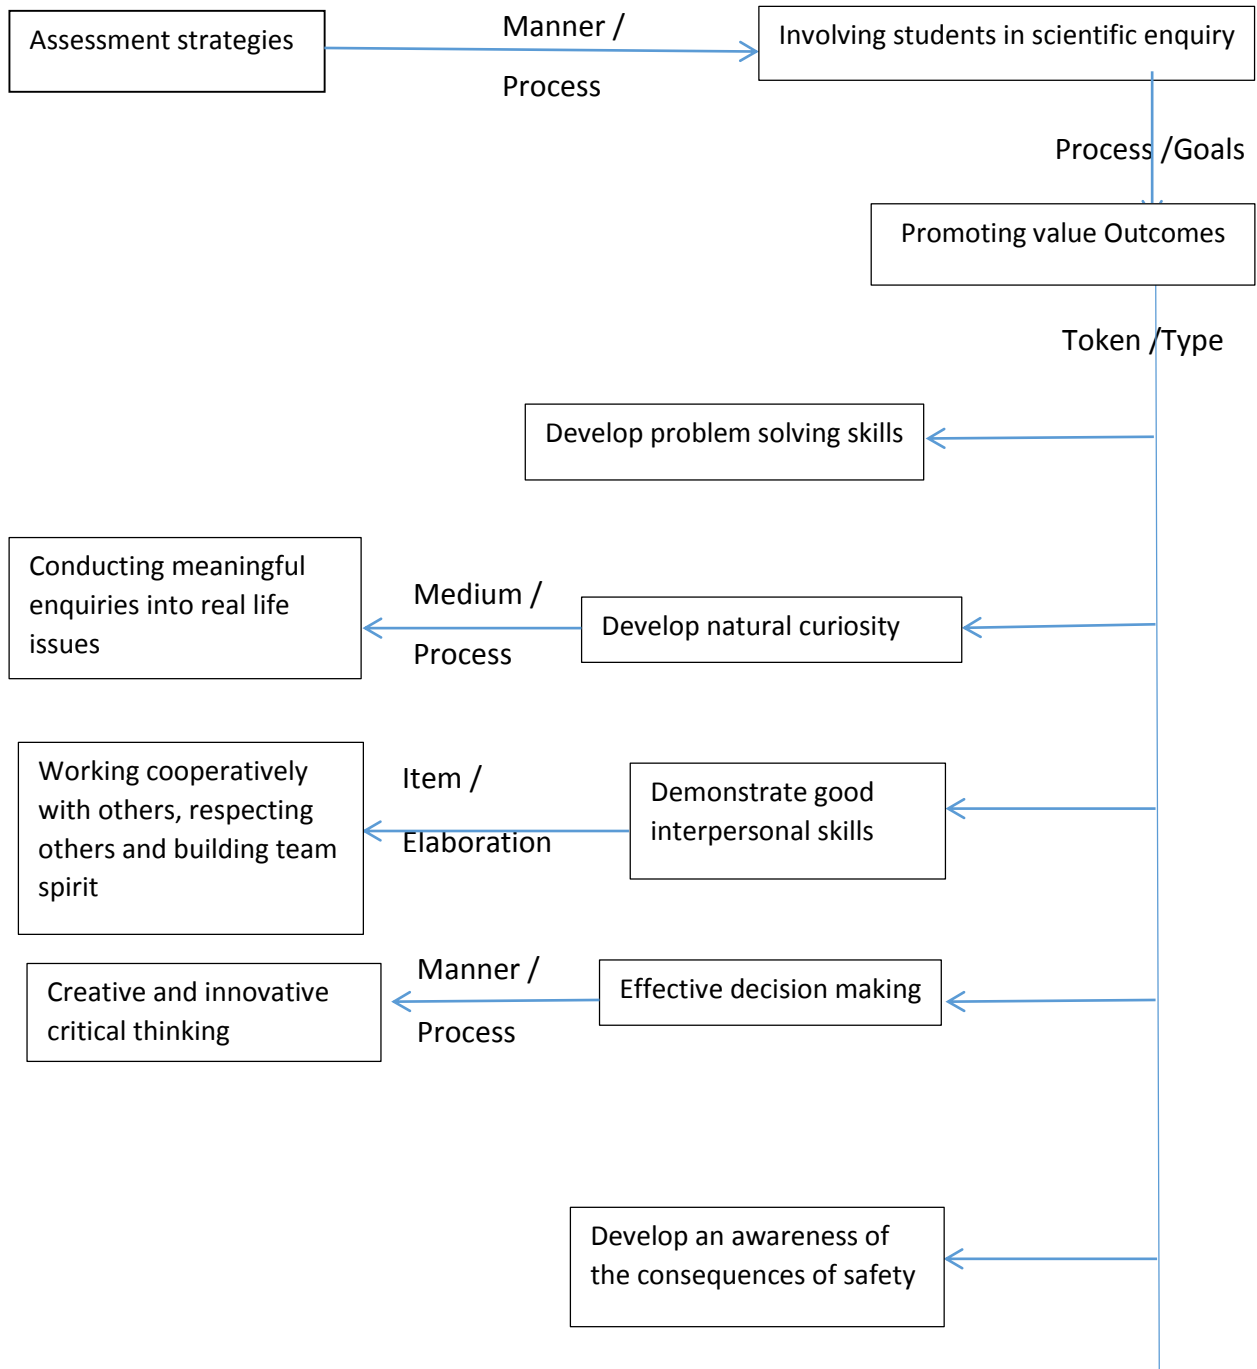 Assessment strategies
Manner /
Process
Involving students in scientific enquiry
Process /Goals
Promoting value Outcomes
Token /Type
Develop problem solving skills
Conducting meaningful
enquiries into real life
issues
Medium /
Process
Develop natural curiosity
Working cooperatively
with others, respecting
others and building team
spirit
Item /
Elaboration
Demonstrate good
interpersonal skills
Creative and innovative
critical thinking
Manner /
Process
Effective decision making
Develop an awareness of
the consequences of safety